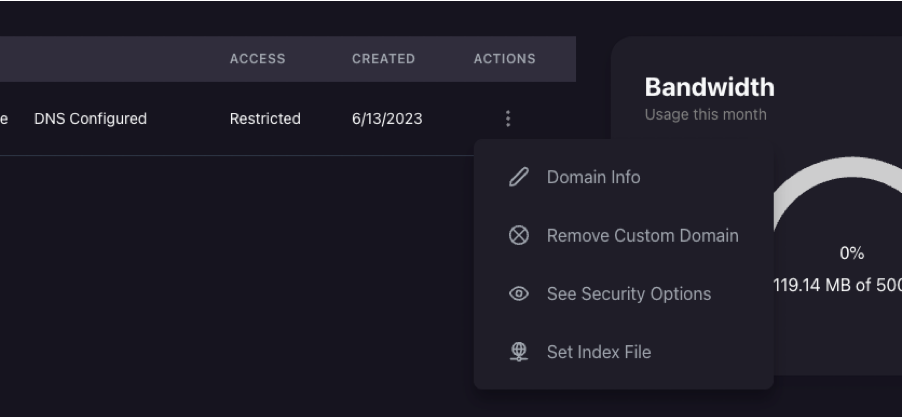 ACCESS CREATED ACTIONS
e DNS Configured Restricted 6/13/2023
Bandwidth
Usage this month
Domain Info
Remove Custom Domain
See Security Options
Set Index File
0%
119.14 MB of 500